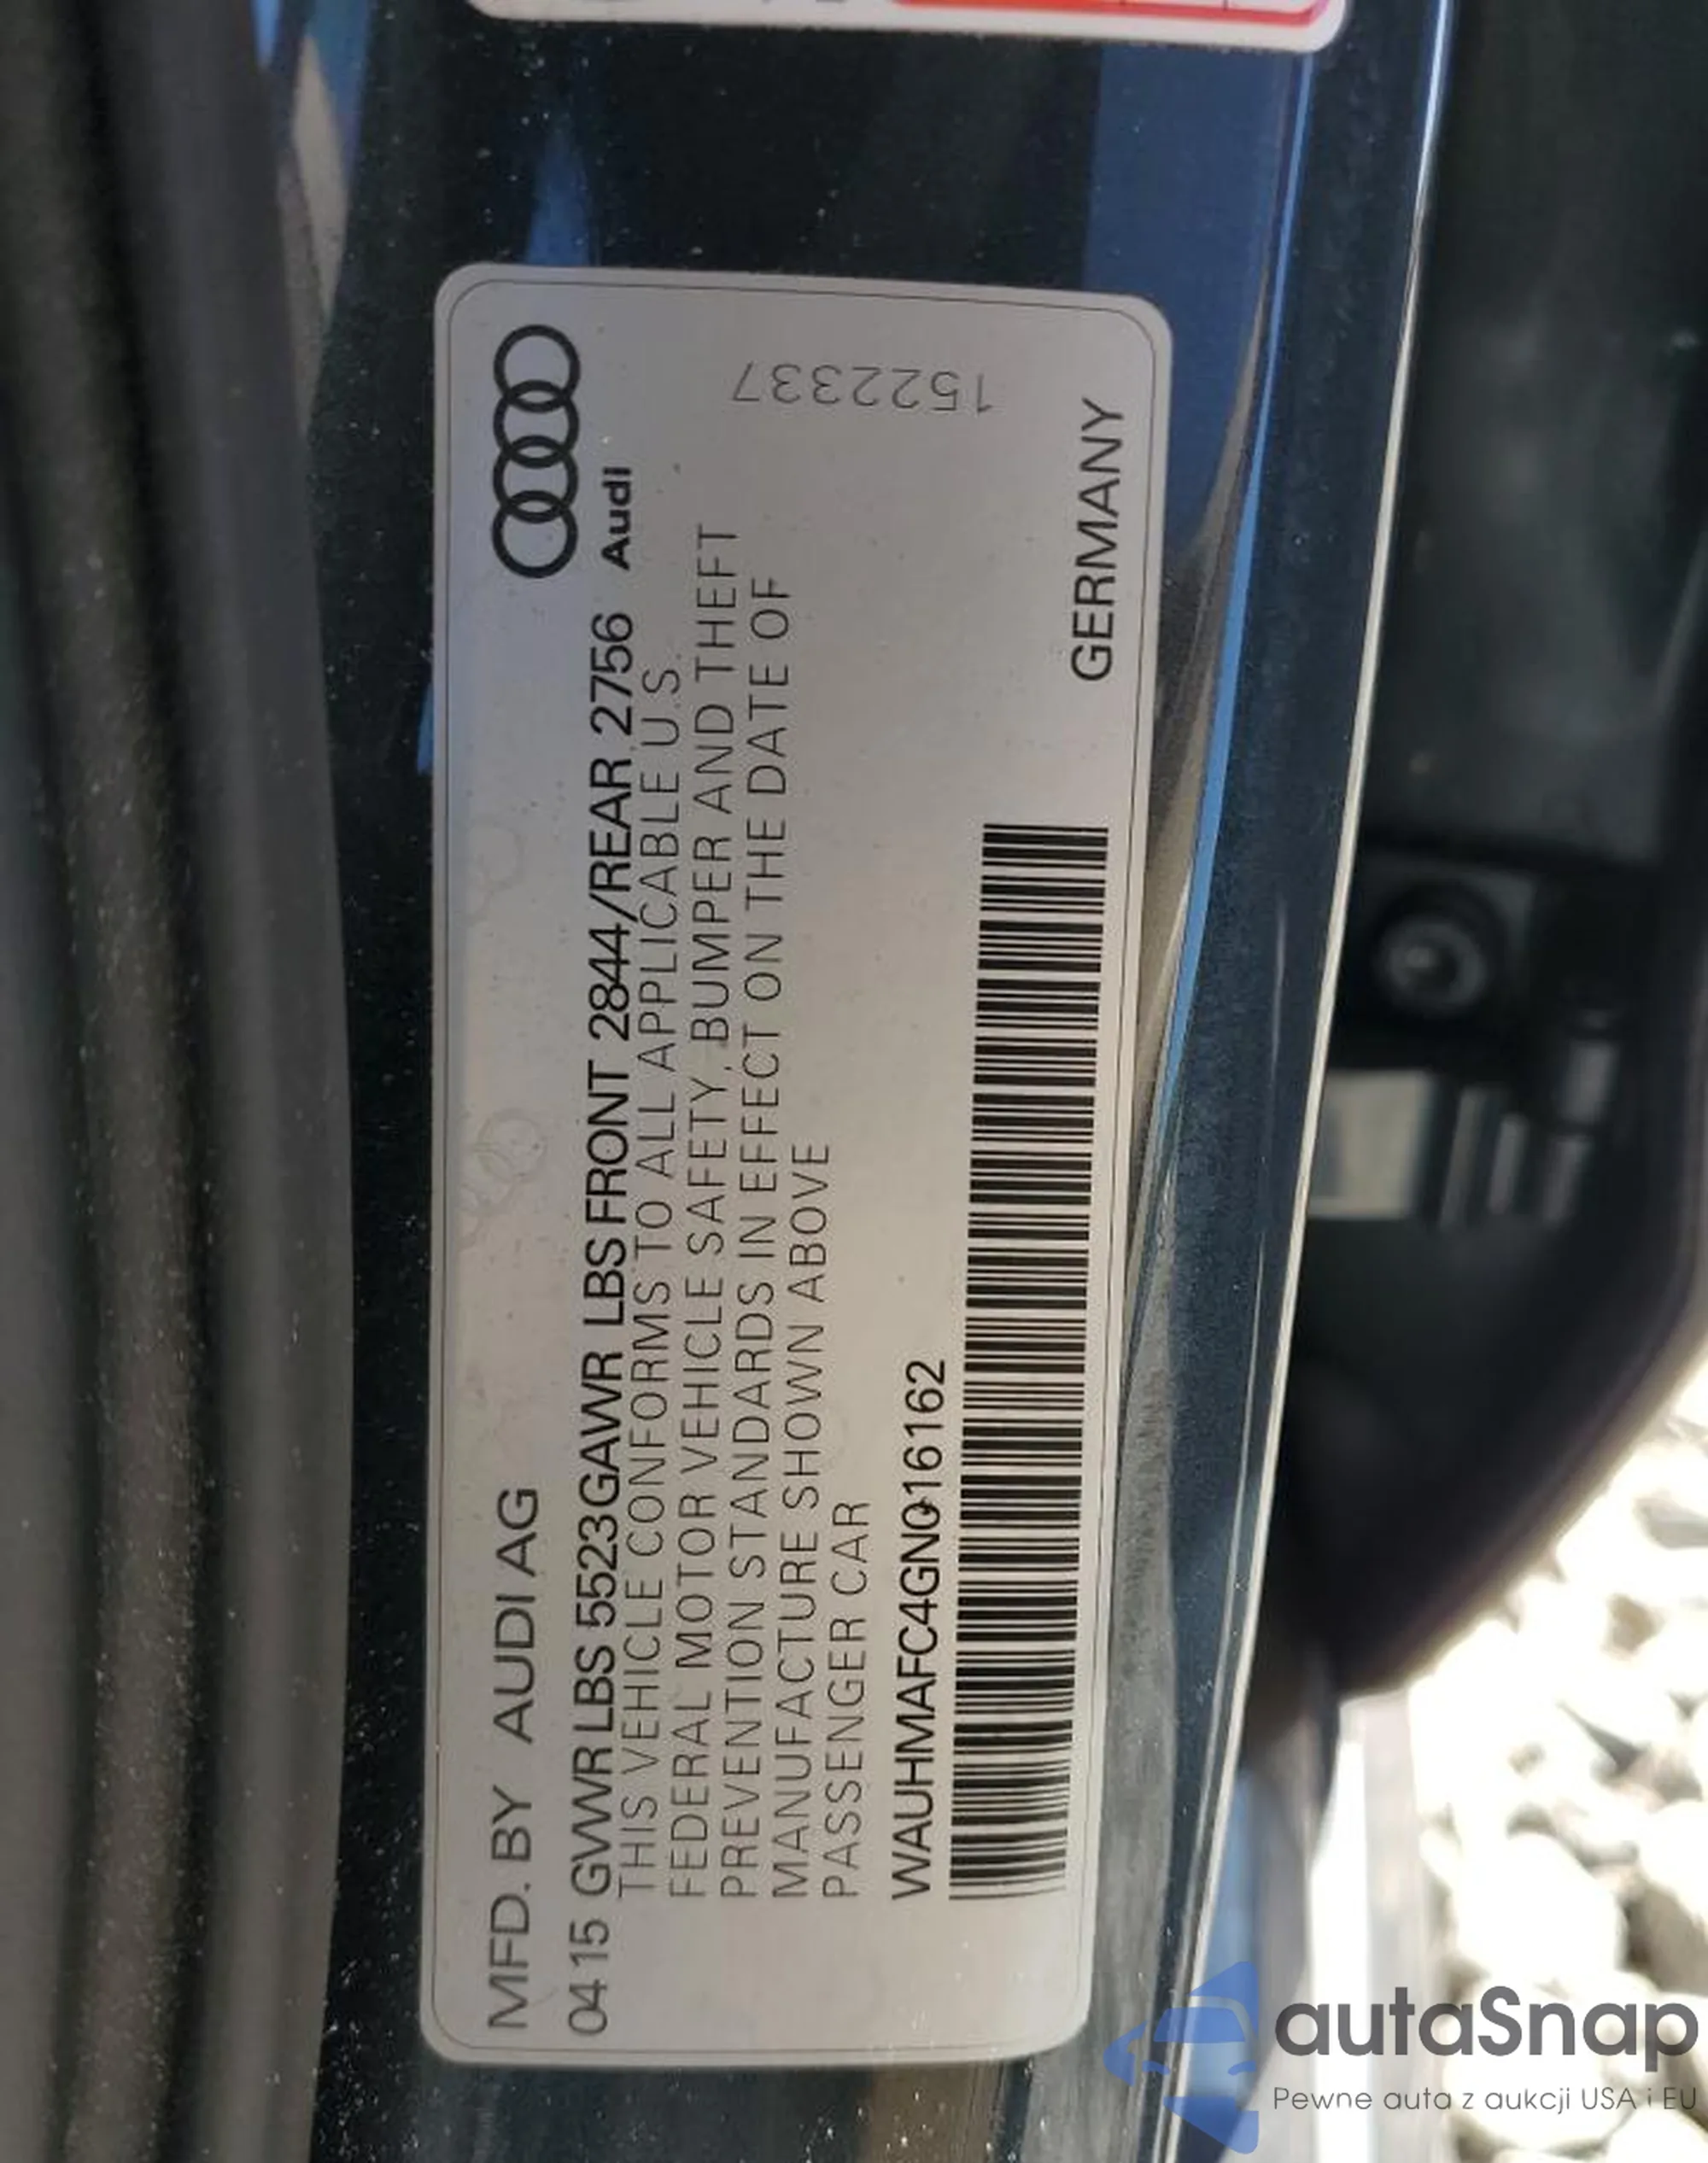 MFD. BY AUDI AG
0415 GVWR LBS 5523 GAWR LBS FRONT 2844/REAR 2756
Audi
THIS VEHICLE CONFORMS TO ALL APPLICABLE U.S.
FEDERAL MOTOR VEHICLE SAFETY, BUMPER AND THEFT
PREVENTION STANDARDS IN EFFECT ON THE DATE OF
MANUFACTURE SHOWN ABOVE
PASSENGER CAR
1522337
WAUHMAFC4GN016162
GERMANY
autaSnap
Pewne auta z aukcji USA i EU